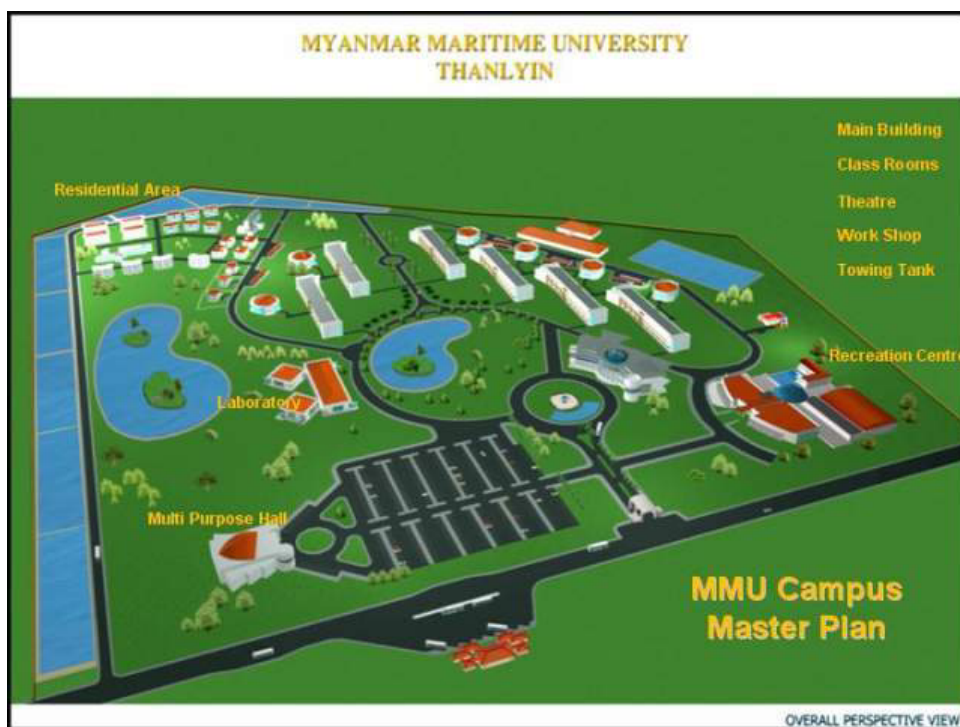 MYANMAR MARITIME UNIVERSITY
THANLYIN
Main Building
Class Rooms
Theatre
Work Shop
Towing Tank
Residential Area
Recreation Centre
Laboratory
Multi Purpose Hall
MMU Campus
Master Plan
OVERALL PERSPECTIVE VIEW